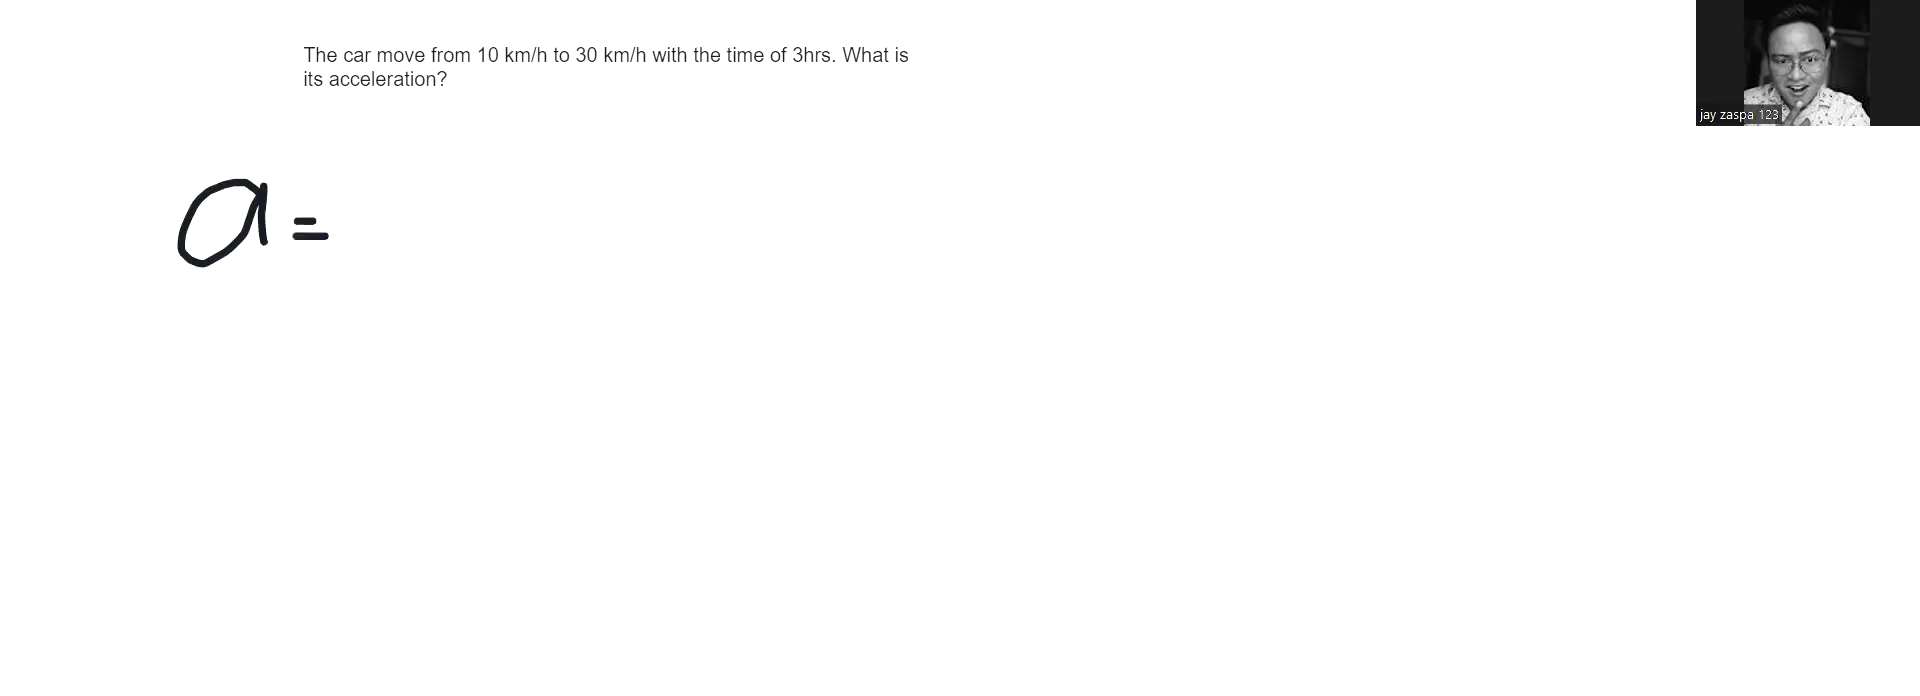 The car move from 10 km/h to 30 km/h with the time of 3hrs. What is
its acceleration?
jay zaspa 123
a =